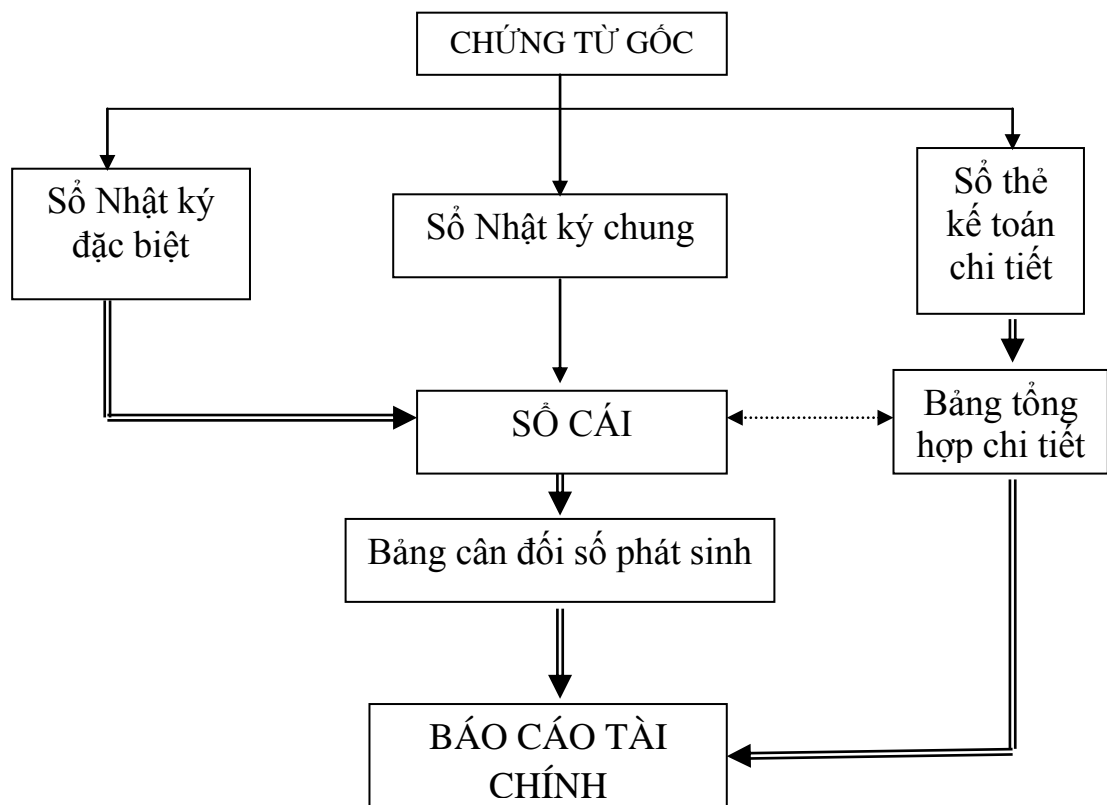 CHỨNG TỪ GỐC
Sổ Nhật ký
đặc biệt
Sổ Nhật ký chung
Sổ thẻ
kế toán
chi tiết
SỔ CÁI
Bảng tổng
hợp chi tiết
Bảng cân đối số phát sinh
BÁO CÁO TÀI
CHÍNH